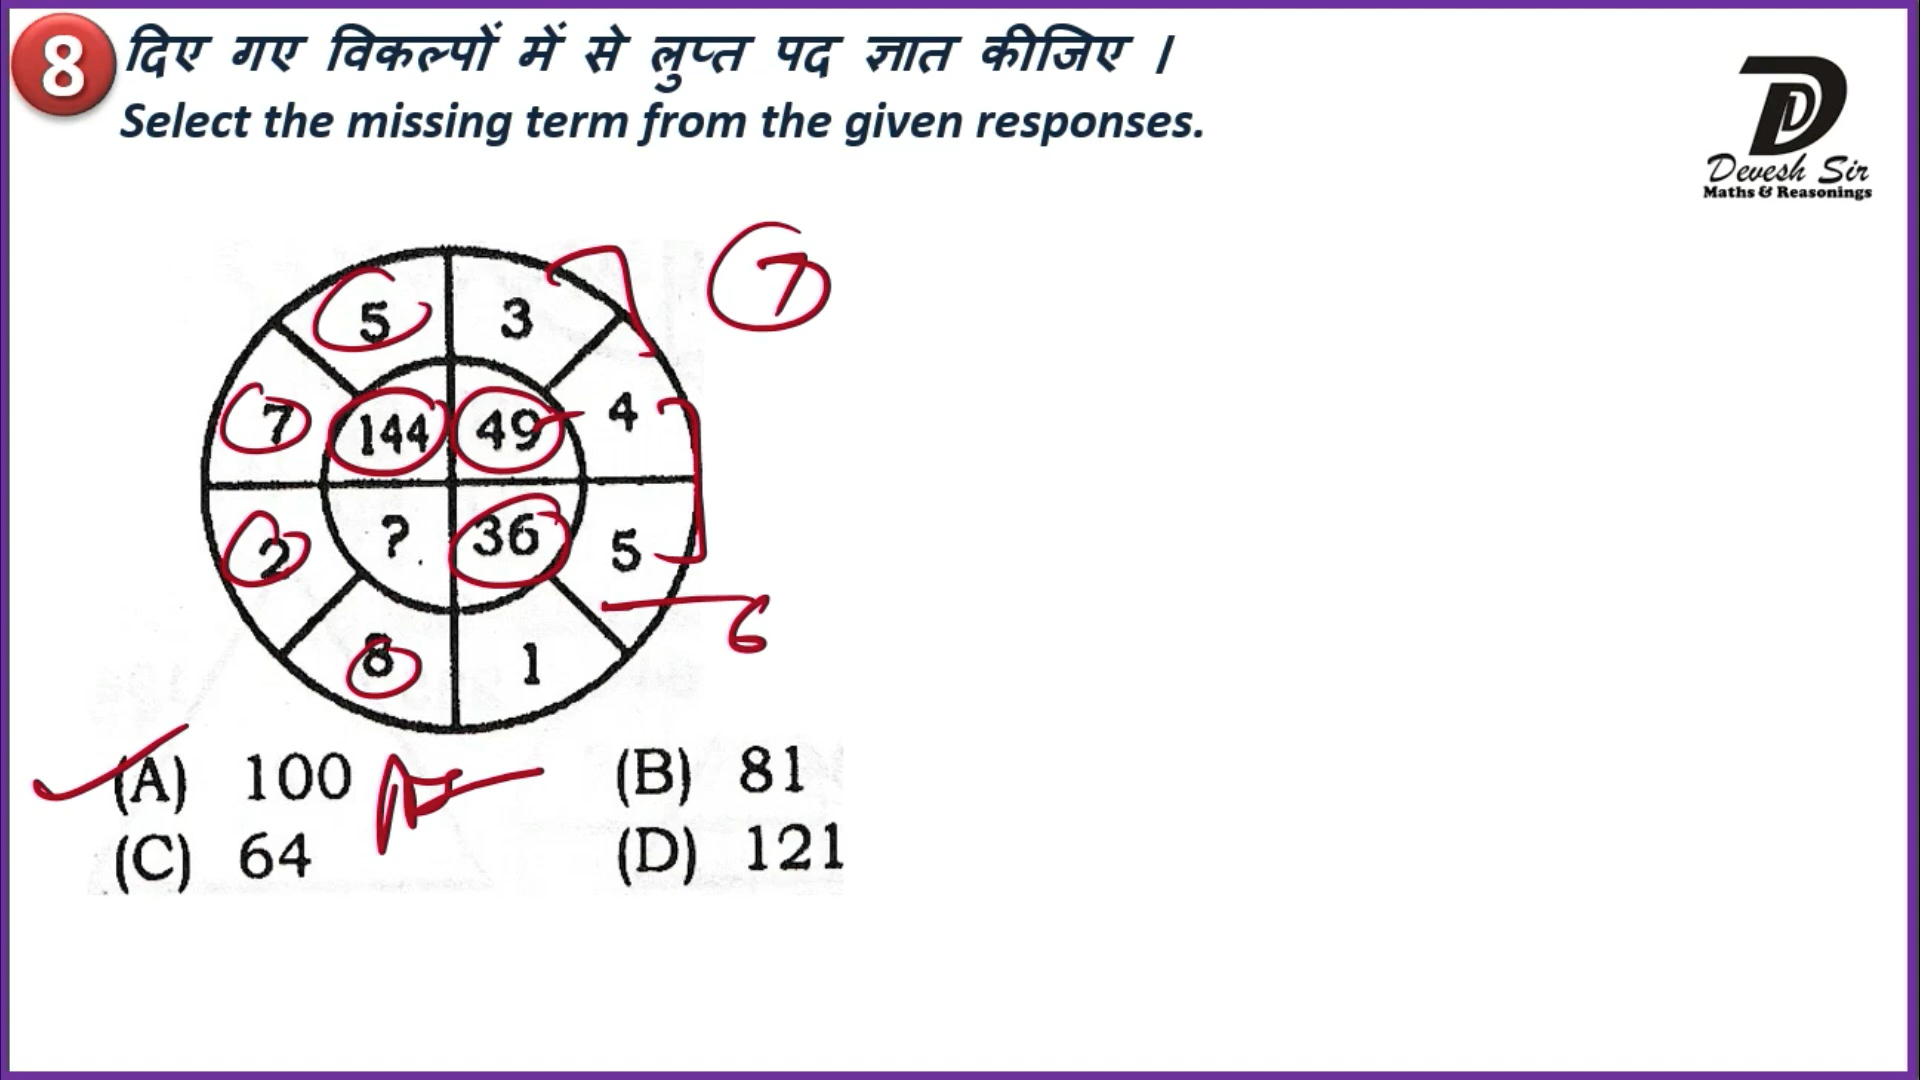 8 दिए गए विकल्पों में से लुप्त पद ज्ञात कीजिए ।
Select the missing term from the given responses.
D
Devesh Sir
Maths & Reasonings
7
5 3
7 144 49 4
2 ? 36 5
6
8 1
(A) 100 (B) 81
(C) 64 (D) 121